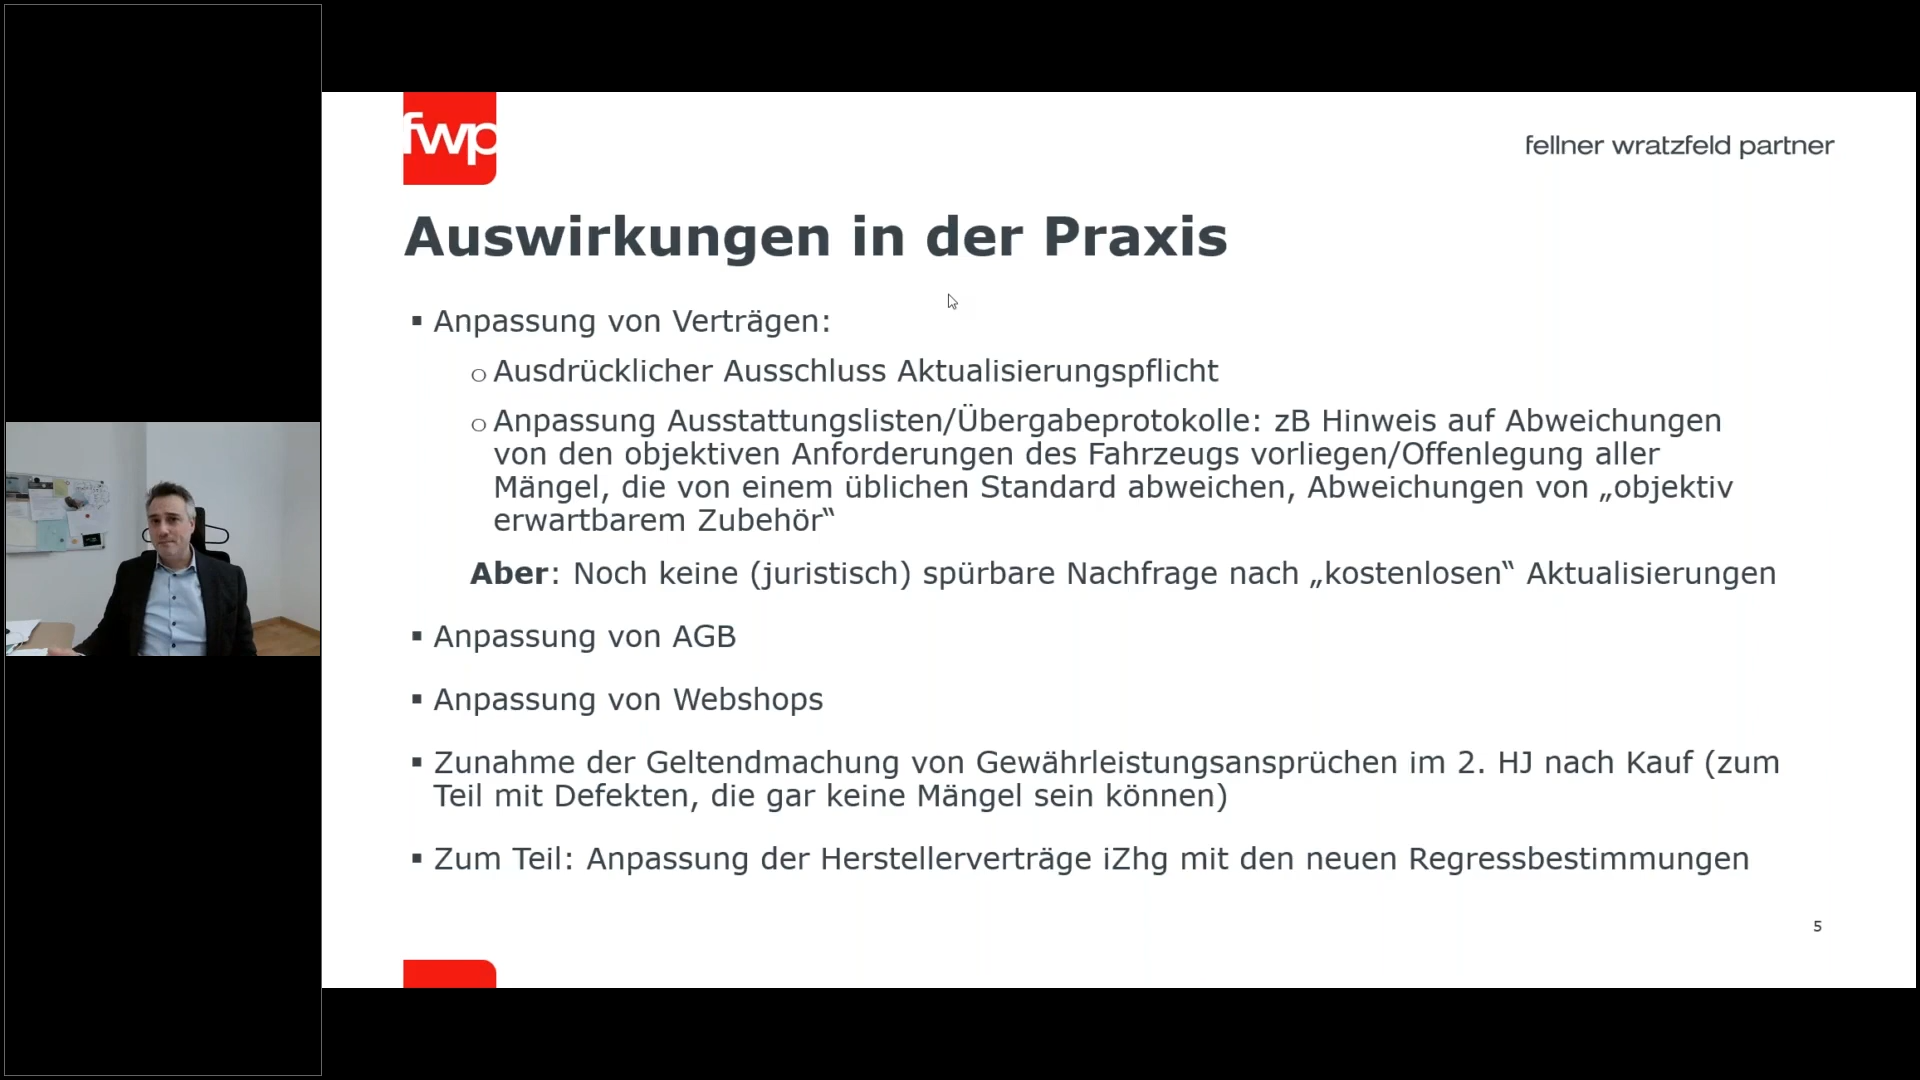 fwp
fellner wratzfeld partner
Auswirkungen in der Praxis
▪ Anpassung von Verträgen:
o Ausdrücklicher Ausschluss Aktualisierungspflicht
o Anpassung Ausstattungslisten/Übergabeprotokolle: zB Hinweis auf Abweichungen
von den objektiven Anforderungen des Fahrzeugs vorliegen/Offenlegung aller
Mängel, die von einem üblichen Standard abweichen, Abweichungen von „objektiv
erwartbarem Zubehör“
Aber: Noch keine (juristisch) spürbare Nachfrage nach „kostenlosen“ Aktualisierungen
▪ Anpassung von AGB
▪ Anpassung von Webshops
▪ Zunahme der Geltendmachung von Gewährleistungsansprüchen im 2. HJ nach Kauf (zum
Teil mit Defekten, die gar keine Mängel sein können)
▪ Zum Teil: Anpassung der Herstellerverträge iZhg mit den neuen Regressbestimmungen
5